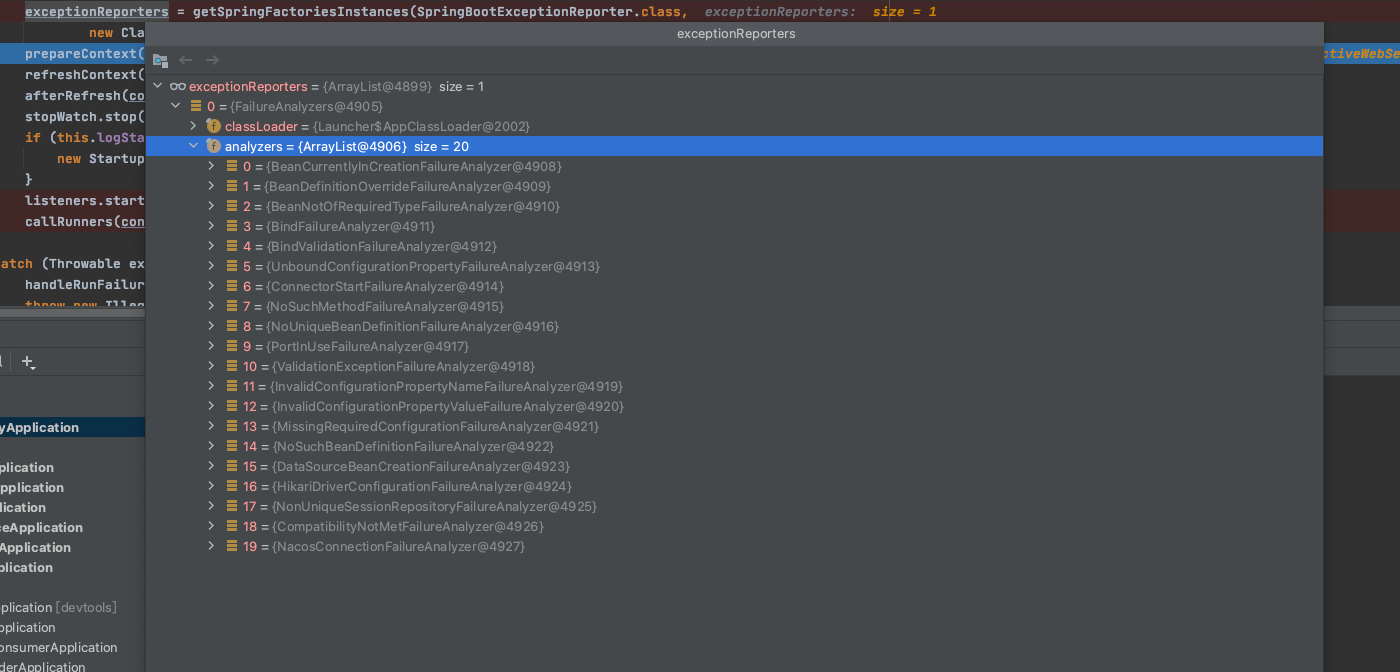 exceptionReporters = getSpringFactoriesInstances(SpringBootExceptionReporter.class, exceptionReporters: size = 1
new Cla
exceptionReporters
prepareContext(
ctiveWebSe
refreshContext(
afterRefresh(co
stopWatch.stop(
if (this.logSta
new Startup
}
listeners.start
callRunners(con
atch (Throwable ex
handleRunFailur
throw new Illeg
exceptionReporters = {ArrayList@4899} size = 1
0 = {FailureAnalyzers@4905}
classLoader = {Launcher$AppClassLoader@2002}
analyzers = {ArrayList@4906} size = 20
0 = {BeanCurrentlyInCreationFailureAnalyzer@4908}
1 = {BeanDefinitionOverrideFailureAnalyzer@4909}
2 = {BeanNotOfRequiredTypeFailureAnalyzer@4910}
3 = {BindFailureAnalyzer@4911}
4 = {BindValidationFailureAnalyzer@4912}
5 = {UnboundConfigurationPropertyFailureAnalyzer@4913}
6 = {ConnectorStartFailureAnalyzer@4914}
7 = {NoSuchMethodFailureAnalyzer@4915}
8 = {NoUniqueBeanDefinitionFailureAnalyzer@4916}
9 = {PortInUseFailureAnalyzer@4917}
10 = {ValidationExceptionFailureAnalyzer@4918}
11 = {InvalidConfigurationPropertyNameFailureAnalyzer@4919}
12 = {InvalidConfigurationPropertyValueFailureAnalyzer@4920}
13 = {MissingRequiredConfigurationFailureAnalyzer@4921}
14 = {NoSuchBeanDefinitionFailureAnalyzer@4922}
15 = {DataSourceBeanCreationFailureAnalyzer@4923}
16 = {HikariDriverConfigurationFailureAnalyzer@4924}
17 = {NonUniqueSessionRepositoryFailureAnalyzer@4925}
18 = {CompatibilityNotMetFailureAnalyzer@4926}
19 = {NacosConnectionFailureAnalyzer@4927}
yApplication
plication
pplication
lication
ceApplication
Application
plication
plication [devtools]
pplication
onsumerApplication
derApplication